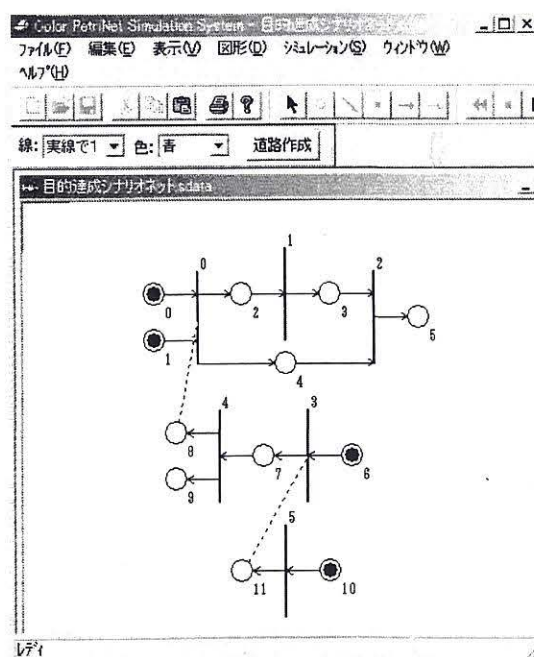 Color PetriNet Simulation System - 目的達成シナリオネット
ファイル(F) 編集(E) 表示(V) 図形(D) シミュレーション(S) ウィンドウ(W)
ヘルプ(H)
線: 実線で1 色: 青 道路作成
目的達成シナリオネット.sdata
1
0 2
0 2 3 5
1 4
4 3
8 7 6
9
5
11 10
レディ